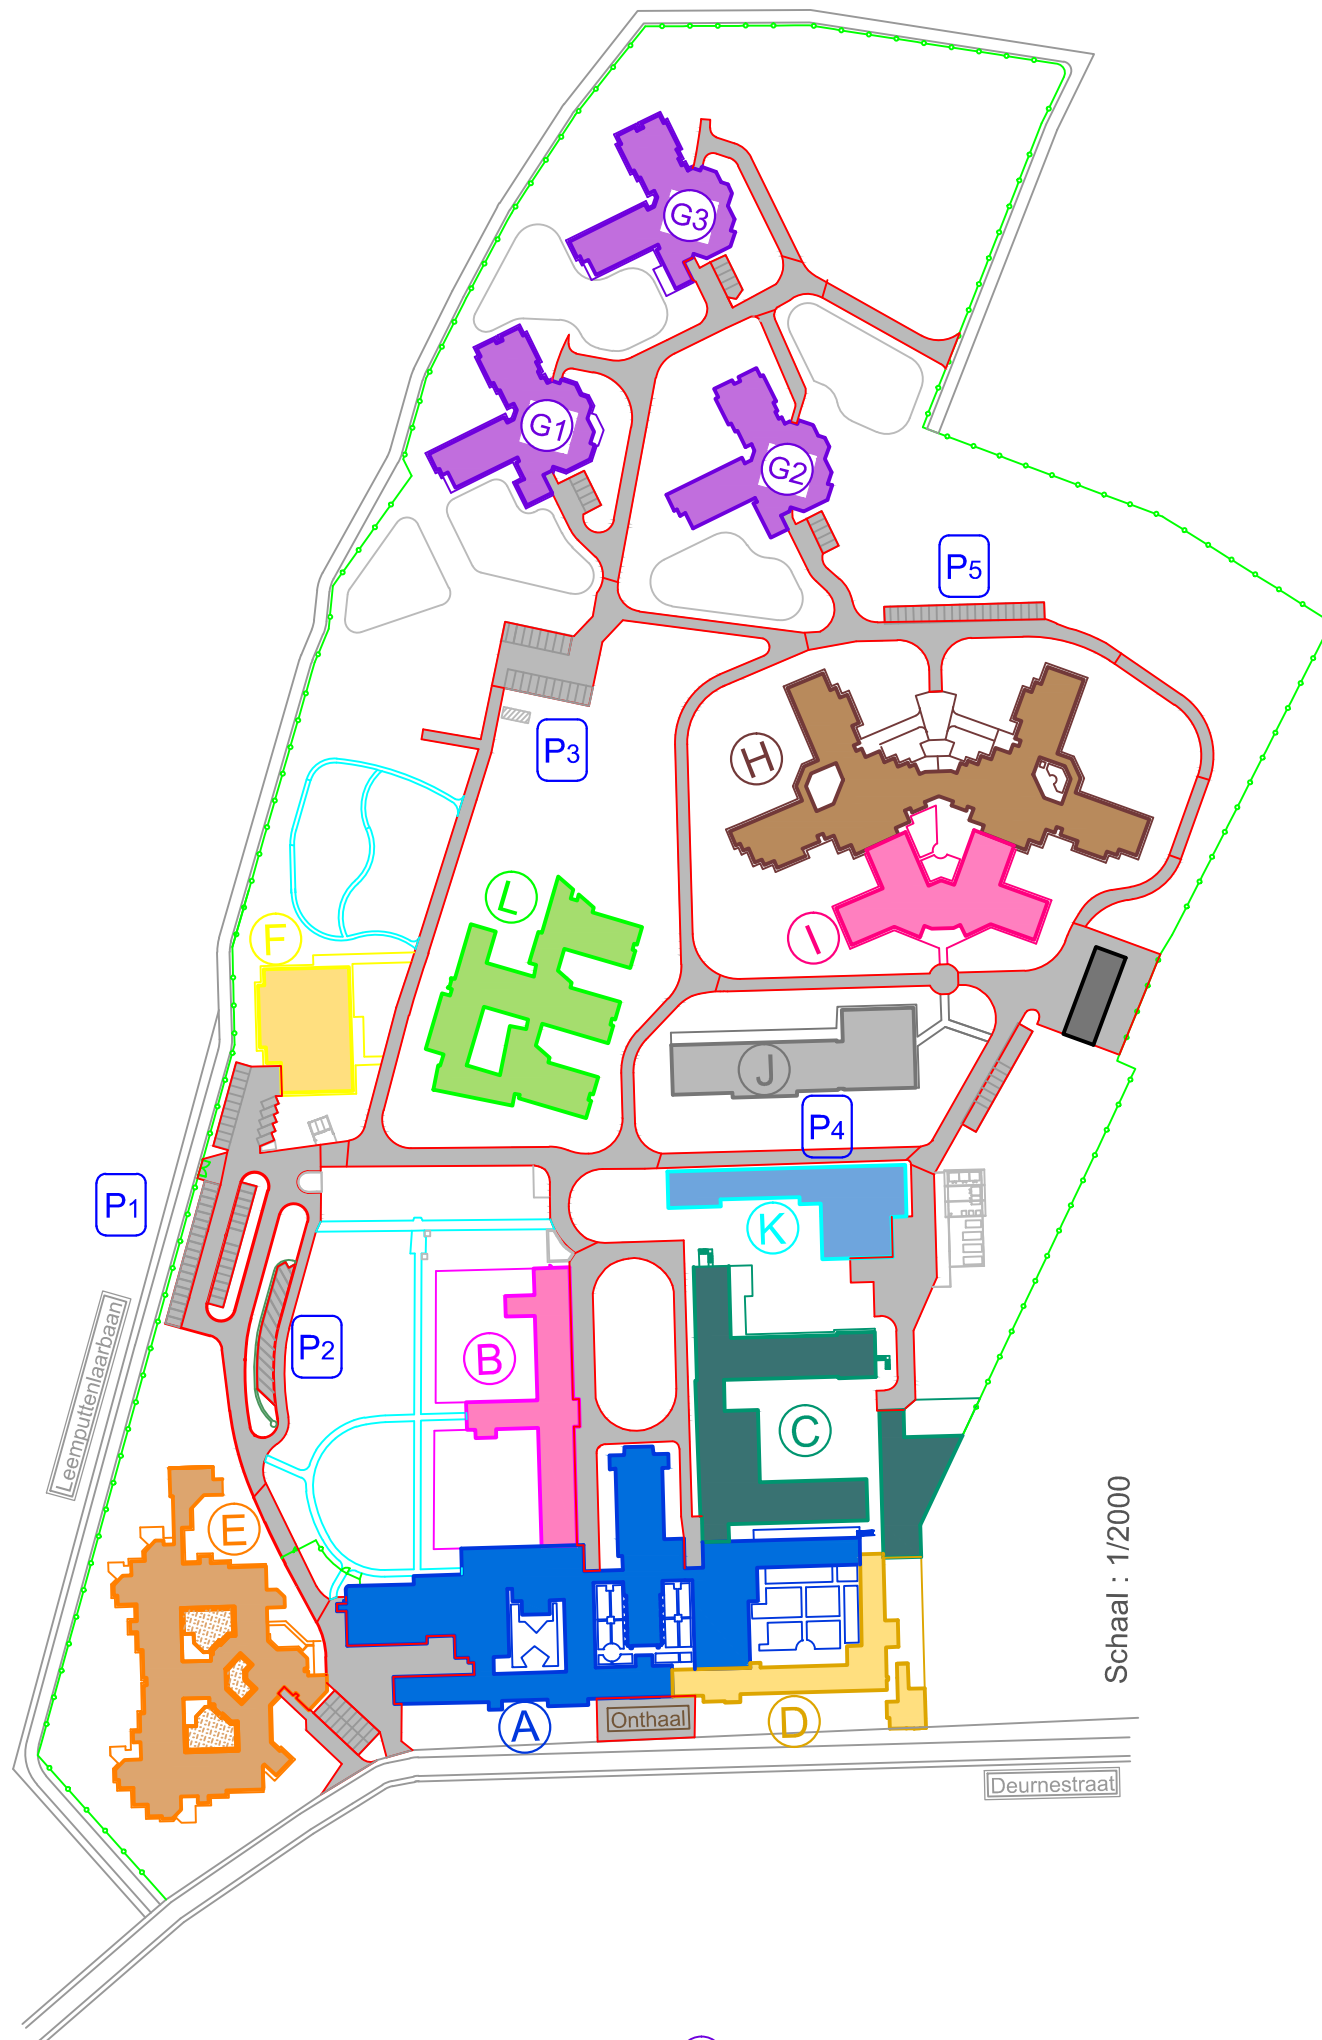 G3
G1
G2
P5
H
P3
L
I
F
J
P4
P1
K
P2
B
Leemputtenlaarbaan
C
E
Schaal : 1/2000
Onthaal
A
D
Deurnestraat